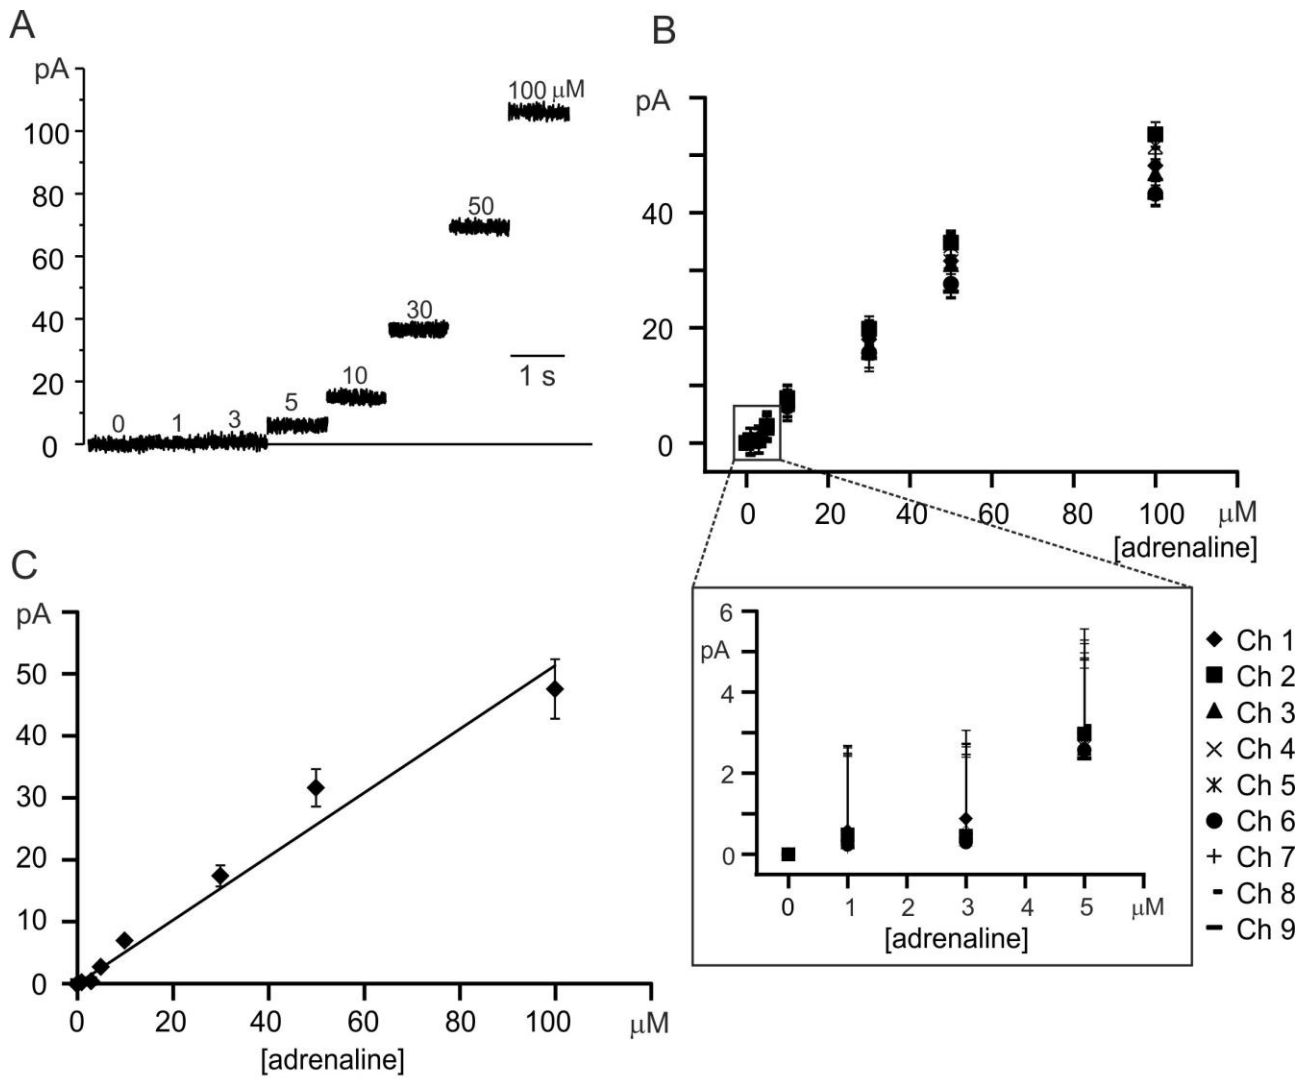 A
pA
100
80
60
40
20
0
0
1
3
5
10
30
50
100 μM
1 s
B
pA
40
20
0
0 20 40 60 80 100 μM
[adrenaline]
6
pA
4
2
0
0 1 2 3 4 5 μM
[adrenaline]
Ch 1
Ch 2
Ch 3
Ch 4
Ch 5
Ch 6
Ch 7
Ch 8
Ch 9
C
pA
50
40
30
20
10
0
0 20 40 60 80 100 μM
[adrenaline]